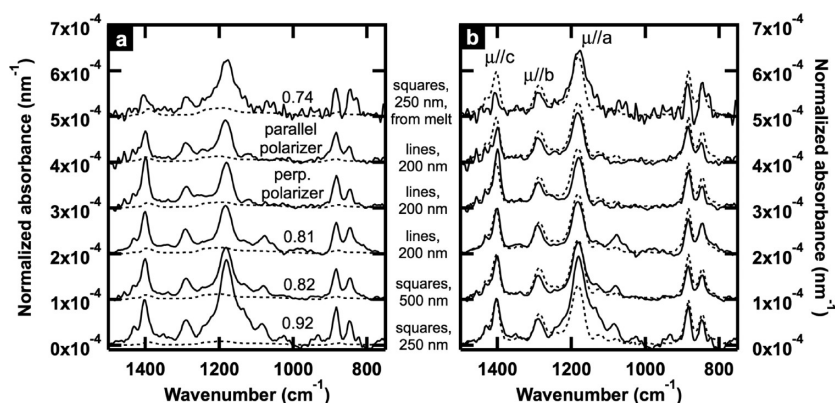 a
7x10-4
6x10-4
5x10-4
4x10-4
3x10-4
2x10-4
1x10-4
0x10-4
Normalized absorbance (nm-1)
0.74
parallel
polarizer
perp.
polarizer
0.81
0.82
0.92
1400
1200
1000
800
Wavenumber (cm-1)
squares,
250 nm,
from melt
lines,
200 nm
lines,
200 nm
lines,
200 nm
squares,
500 nm
squares,
250 nm
b
μ//c
μ//b
μ//a
1400
1200
1000
800
Wavenumber (cm-1)
7x10-4
6x10-4
5x10-4
4x10-4
3x10-4
2x10-4
1x10-4
0x10-4
Normalized absorbance (nm-1)